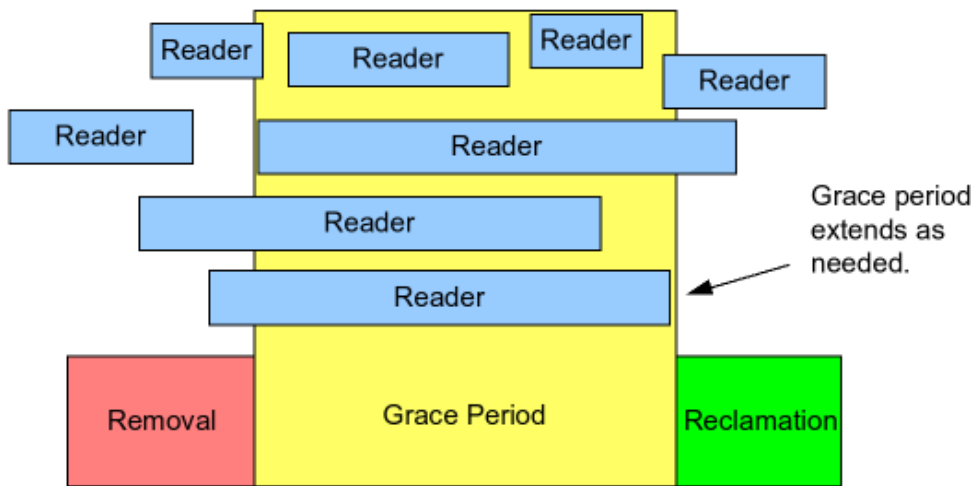 Reader
Reader
Reader
Reader
Reader
Reader
Reader
Reader
Grace period
extends as
needed.
Removal
Grace Period
Reclamation